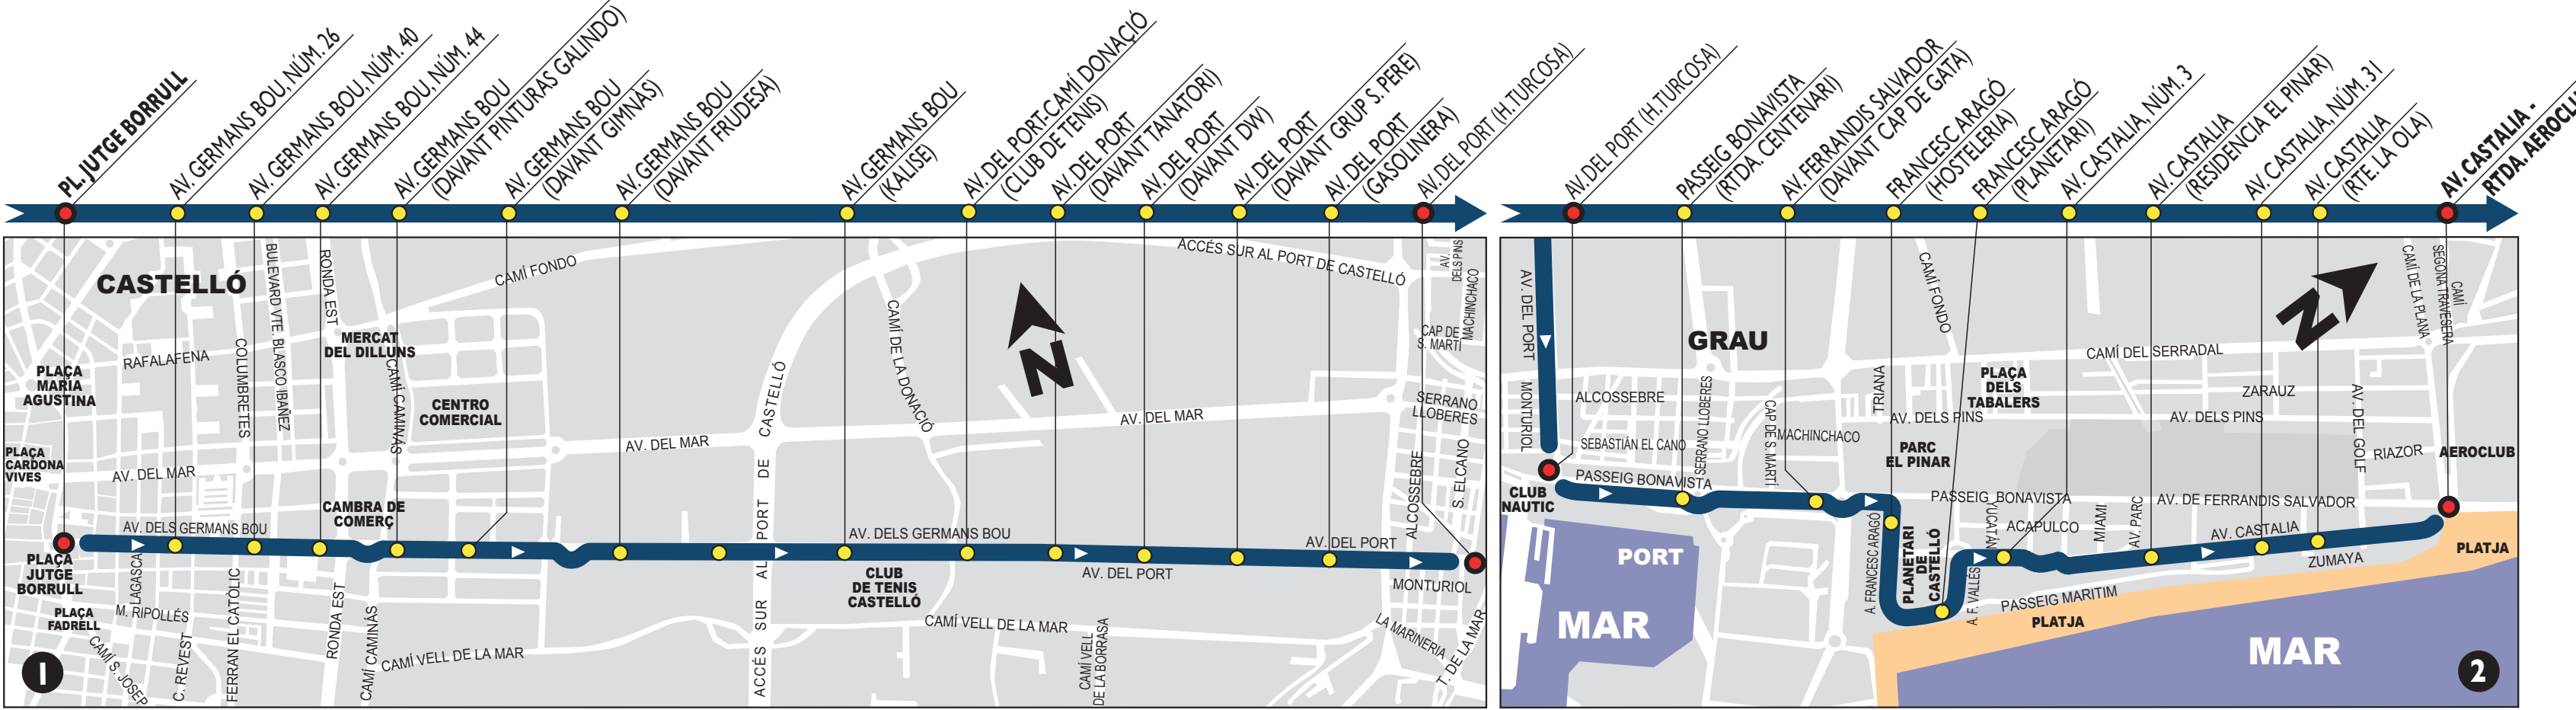 PL. JUTGE BORRULL
AV. GERMANS BOU, NÚM. 26
AV. GERMANS BOU, NÚM. 40
AV. GERMANS BOU, NÚM. 44
AV. GERMANS BOU
(DAVANT PINTURAS GALINDO)
AV. GERMANS BOU
(DAVANT GIMNÀS)
AV. GERMANS BOU
(DAVANT FRUDESA)
AV. GERMANS BOU
(KALISE)
AV. DEL PORT-CAMÍ DONACIÓ
(CLUB DE TENIS)
AV. DEL PORT
(DAVANT TANATORI)
AV. DEL PORT
(DAVANT DW)
AV. DEL PORT
(DAVANT GRUP S. PERE)
AV. DEL PORT
(GASOLINERA)
AV. DEL PORT (H. TURCOSA)
AV. DEL PORT (H. TURCOSA)
PASSEIG BONAVISTA
(RTDA. CENTENARI)
AV. FERRANDIS SALVADOR
(DAVANT CAP DE GATA)
FRANCESC ARAGÓ
(HOSTELERIA)
FRANCESC ARAGÓ
(PLANETARI)
AV. CASTALIA, NÚM. 3
AV. CASTALIA
(RESIDENCIA EL PINAR)
AV. CASTALIA, NÚM. 31
AV. CASTALIA
(RTE. LA OLA)
AV. CASTALIA -
RTDA. AEROCLUB
CASTELLÓ
BULEVARD VTE. BLASCO IBAÑEZ
RONDA EST
CAMÍ FONDO
ACCÉS SUR AL PORT DE CASTELLÓ
AV.
DELS PINS
MACHINCHACO
CAP DE
S. MARTÍ
MERCAT
DEL DILLUNS
RAFALAFENA
COLUMBRETES
CAMÍ CAMINÀS
PLAÇA
MARIA
AGUSTINA
CENTRO
COMERCIAL
CAMÍ DE LA DONACIÓ
N
SERRANO
LLOBERES
AV. DEL MAR
AV. DEL MAR
AV. DEL MAR
PLAÇA
CARDONA
VIVES
CAMBRA DE
COMERÇ
ACCÉS SUR AL PORT DE CASTELLÓ
ALCOSSEBRE
S. ELCANO
AV. DELS GERMANS BOU
AV. DELS GERMANS BOU
AV. DEL PORT
AV. DEL PORT
PLAÇA
JUTGE
BORRULL
LAGASCA
CLUB
DE TENIS
CASTELLÓ
MONTURIOL
PLAÇA
FADRELL
M. RIPOLLÉS
CAMÍ S. JOSEP
C. REVEST
FERRAN EL CATÒLIC
RONDA EST
CAMÍ CAMINÁS
CAMÍ VELL DE LA MAR
CAMÍ VELL DE LA MAR
CAMÍ VELL
DE LA BORRASA
LA MARINERIA
T. DE LA MAR
1
AV. DEL PORT
MONTURIOL
GRAU
CAMÍ FONDO
N
CAMÍ DE LA PLANA
CAMÍ
SEGONA TRAVESERA
CAMÍ DEL SERRADAL
ALCOSSEBRE
SERRANO LLOBERES
CAP DE S. MARTÍ
TRIANA
PLAÇA
DELS
TABALERS
ZARAUZ
AV. DEL GOLF
AV. DELS PINS
AV. DELS PINS
SEBASTIÁN EL CANO
MACHINCHACO
PARC
EL PINAR
RIAZOR
AEROCLUB
PASSEIG BONAVISTA
CLUB
NAUTIC
PASSEIG BONAVISTA
AV. DE FERRANDIS SALVADOR
YUCATAN
ACAPULCO
MIAMI
AV. PARC
AV. CASTALIA
ZUMAYA
PLATJA
A. FRANCESC ARAGÓ
PLANETARI
DE
CASTELLÓ
A. F. VALLÉS
PASSEIG MARITIM
PLATJA
PORT
MAR
MAR
2